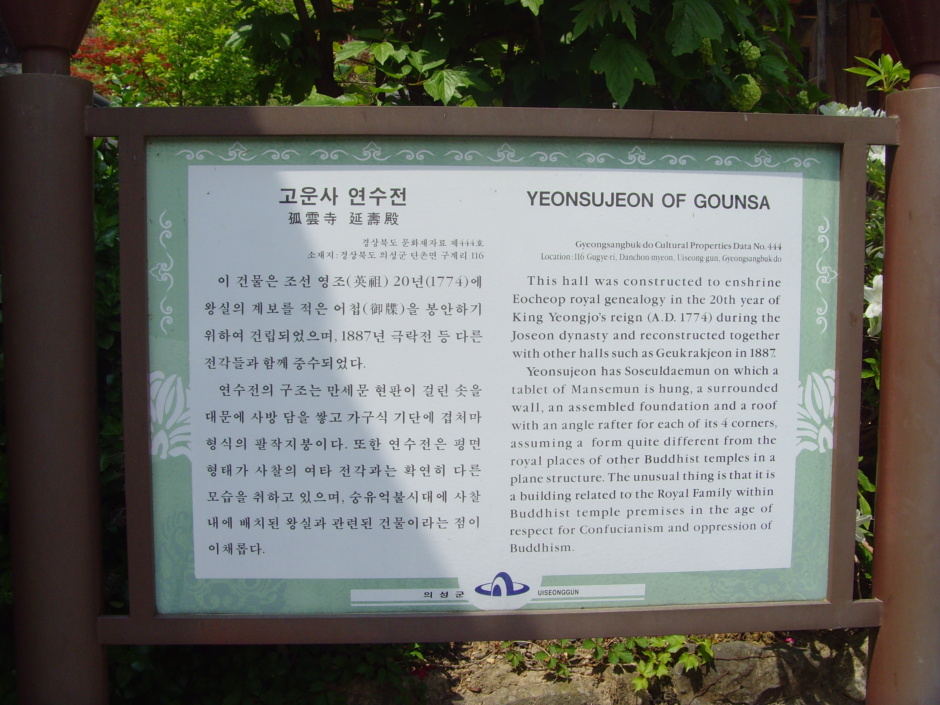 고운사 연수전
孤雲寺 延壽殿
경상북도 문화재자료 제444호
소재지:경상북도 의성군 단촌면 구계리 116
이 건물은 조선 영조(英祖) 20년(1774)에
왕실의 계보를 적은 어첩(御牒)을 봉안하기
위하여 건립되었으며, 1887년 극락전 등 다른
전각들과 함께 중수되었다.
연수전의 구조는 만세문 현판이 걸린 솟을
대문에 사방 담을 쌓고 가구식 기단에 겹처마
형식의 팔작지붕이다. 또한 연수전은 평면
형태가 사찰의 여타 전각과는 확연히 다른
모습을 취하고 있으며, 숭유억불시대에 사찰
내에 배치된 왕실과 관련된 건물이라는 점이
이채롭다.
YEONSUJEON OF GOUNSA
Gyeongsangbuk-do Cultural Properties Data No. 444
Location: 116 Gugye-ri, Danchon-myeon, Uiseong-gun, Gyeongsangbuk-do
This hall was constructed to enshrine
Eocheop royal genealogy in the 20th year of
King Yeongjo's reign (A.D. 1774) during the
Joseon dynasty and reconstructed together
with other halls such as Geukrakjeon in 1887.
Yeonsujeon has Soseuldaemun on which a
tablet of Mansemun is hung, a surrounded
wall, an assembled foundation and a roof
with an angle rafter for each of its 4 corners,
assuming a form quite different from the
royal places of other Buddhist temples in a
plane structure. The unusual thing is that it is
a building related to the Royal Family within
Buddhist temple premises in the age of
respect for Confucianism and oppression of
Buddhism.
의성군 UISEONGGUN